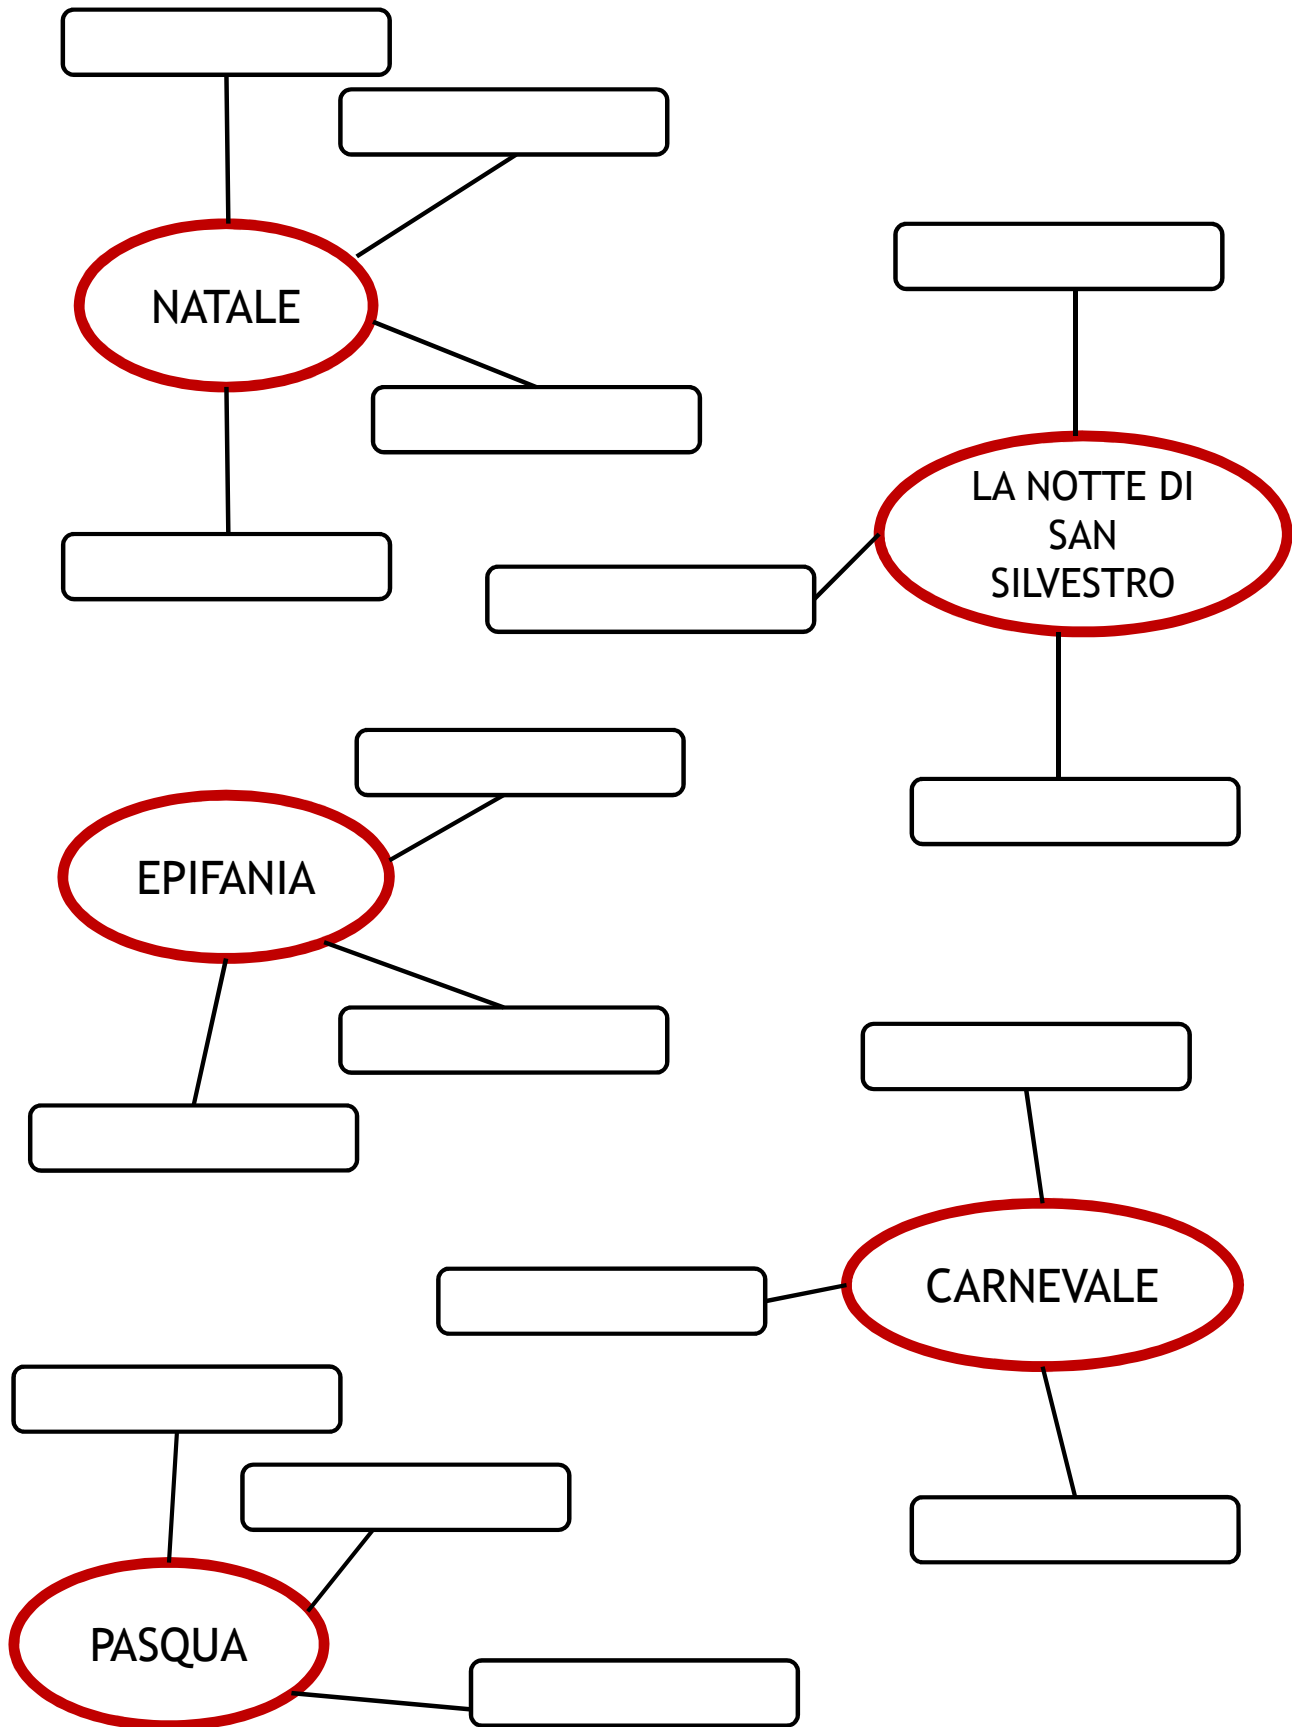 NATALE
LA NOTTE DI
SAN
SILVESTRO
EPIFANIA
CARNEVALE
PASQUA